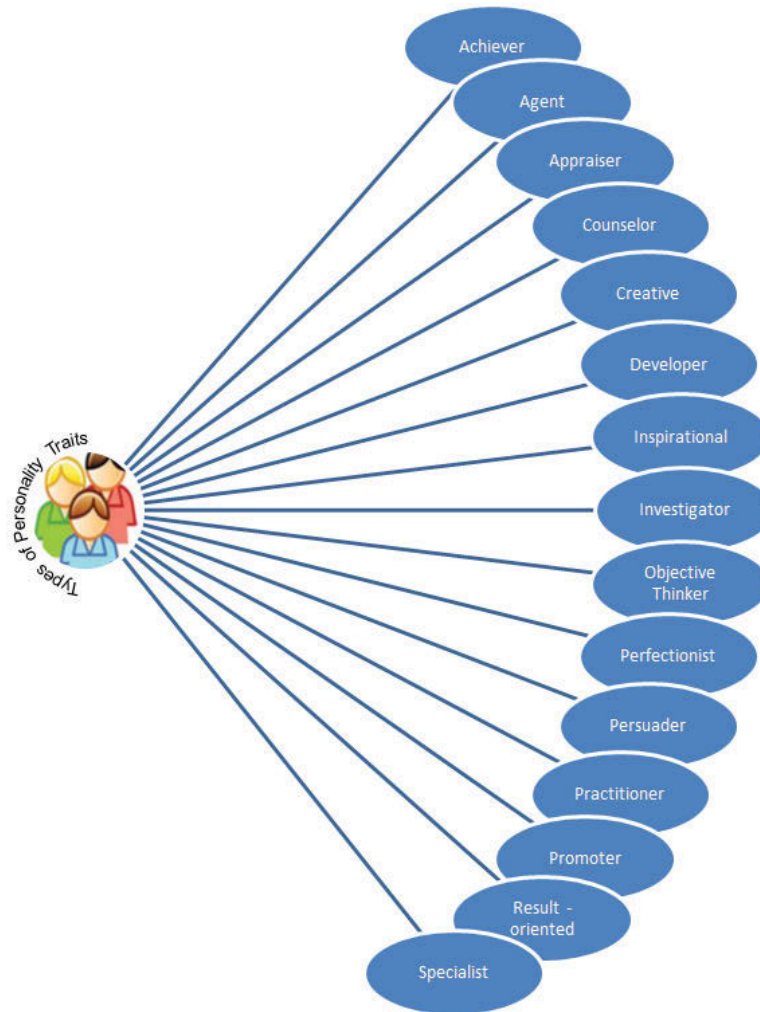 Achiever
Agent
Appraiser
Counselor
Creative
Developer
Inspirational
Types of Personality Traits
Investigator
Objective
Thinker
Perfectionist
Persuader
Practitioner
Promoter
Result -
oriented
Specialist